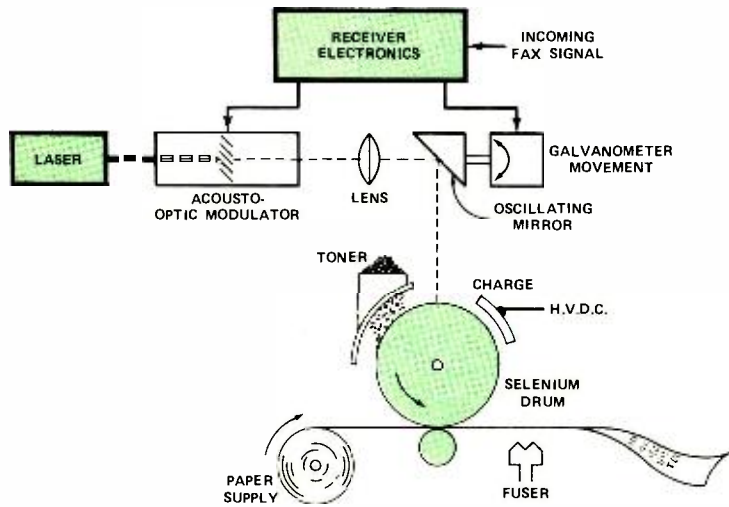 RECEIVER
ELECTRONICS
INCOMING
FAX SIGNAL
LASER
ACOUSTO-
OPTIC MODULATOR
LENS
GALVANOMETER
MOVEMENT
OSCILLATING
MIRROR
TONER
CHARGE
H.V.D.C.
SELENIUM
DRUM
PAPER
SUPPLY
FUSER